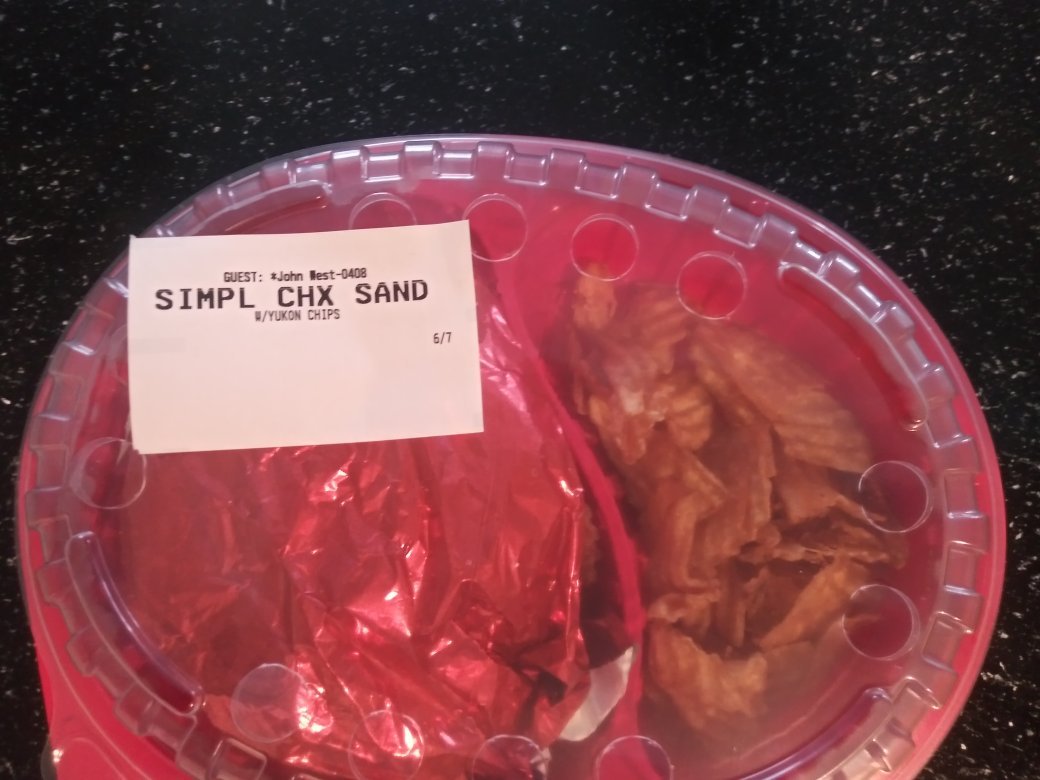 GUEST: *John West-0408
SIMPL CHX SAND
W/YUKON CHIPS
6/7